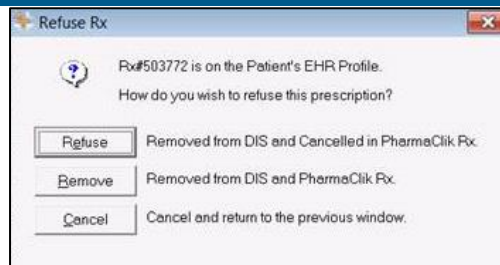 Refuse Rx
Rx#503772 is on the Patient's EHR Profile.
How do you wish to refuse this prescription?
Refuse Removed from DIS and Cancelled in PharmaClik Rx.
Remove Removed from DIS and PharmaClik Rx.
Cancel Cancel and return to the previous window.